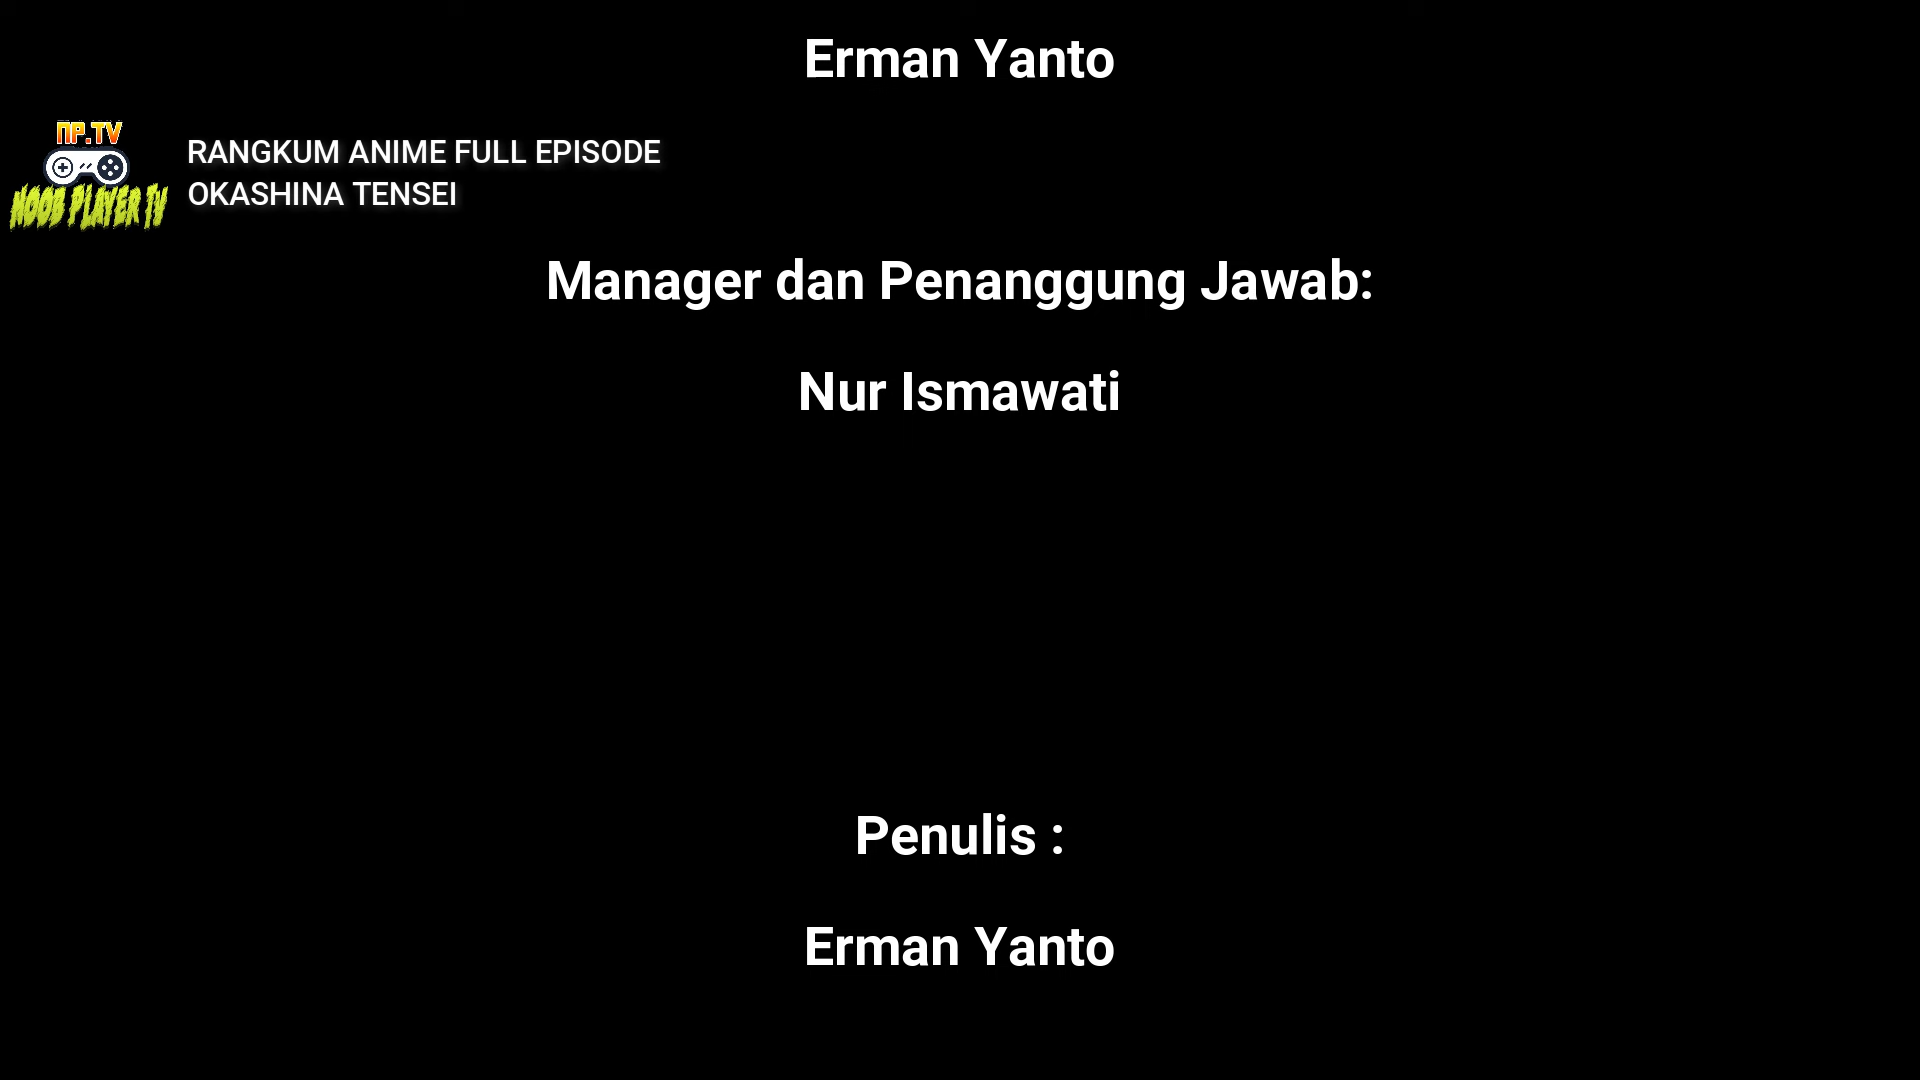 Erman Yanto
NP.TV
NOOB PLAYER TV
RANGKUM ANIME FULL EPISODE
OKASHINA TENSEI
Manager dan Penanggung Jawab:
Nur Ismawati
Penulis :
Erman Yanto